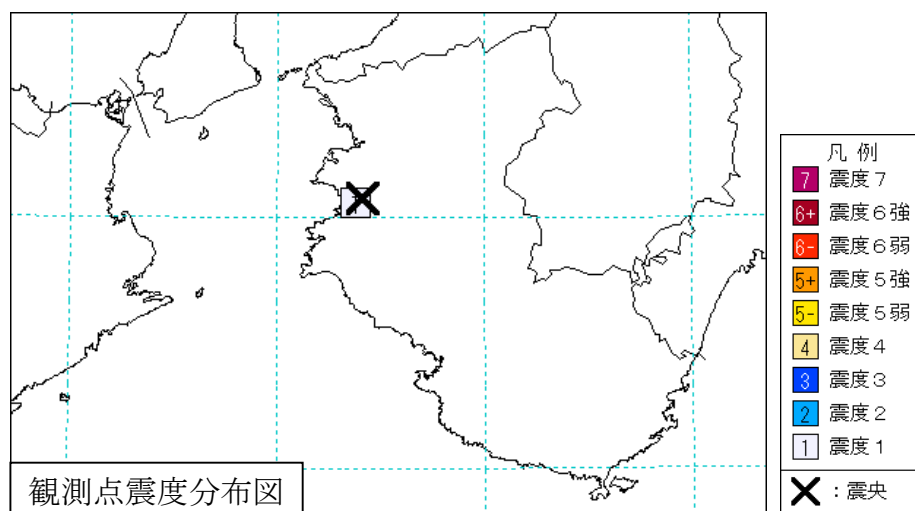 観測点震度分布図
凡例
7 震度7
6+ 震度6強
6- 震度6弱
5+ 震度5強
5- 震度5弱
4 震度4
3 震度3
2 震度2
1 震度1
：震央